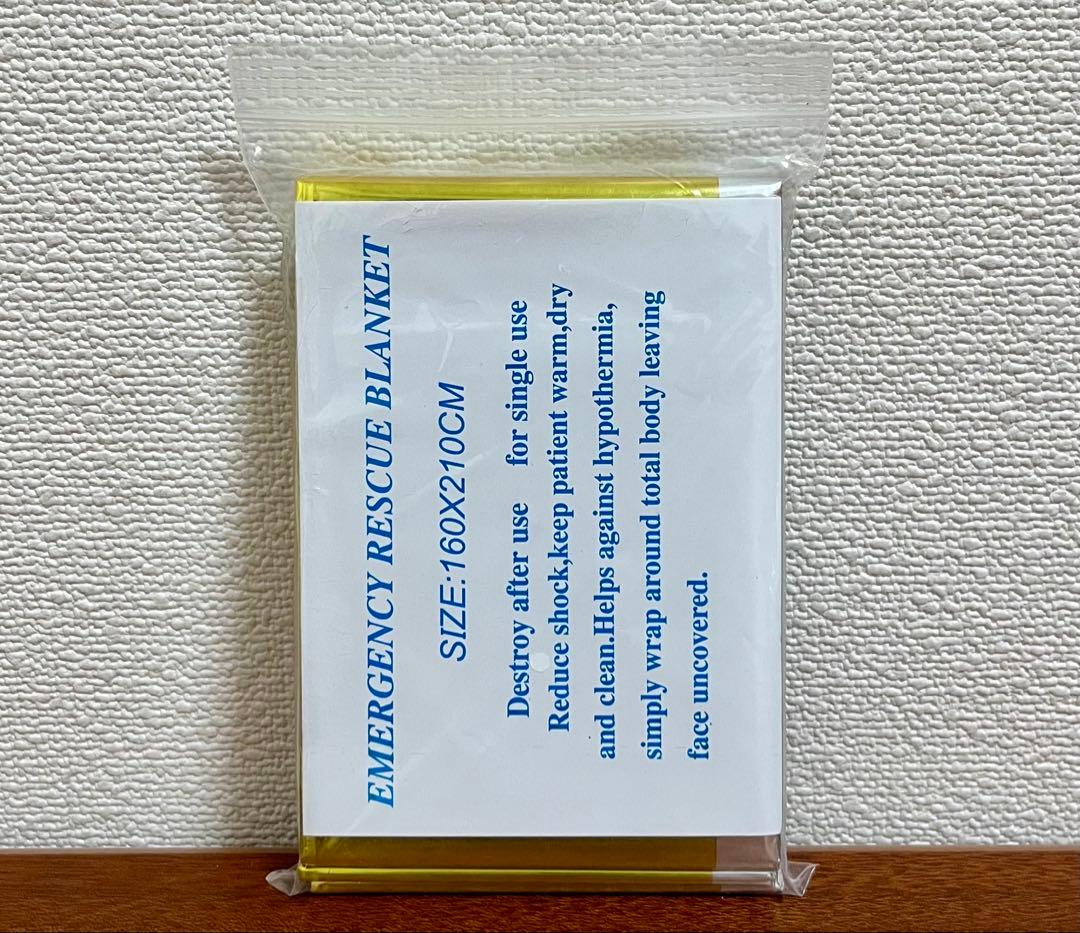 EMERGENCY RESCUE BLANKET
SIZE:160X210CM
Destroy after use for single use
Reduce shock,keep patient warm,dry
and clean.Helps against hypothermia,
simply wrap around total body leaving
face uncovered.